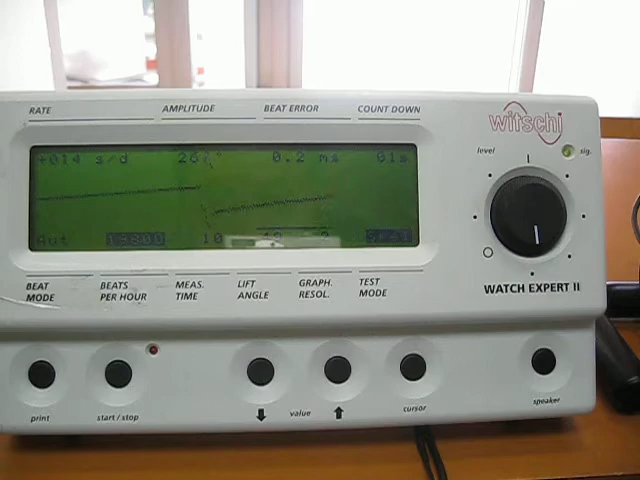 RATE AMPLITUDE BEAT ERROR COUNT DOWN
witschi
+014 s/d 0.2 ms 01s
level sig.
Aut 10
BEAT MODE BEATS PER HOUR MEAS. TIME LIFT ANGLE GRAPH. RESOL. TEST MODE
WATCH EXPERT II
print start/stop value cursor speaker